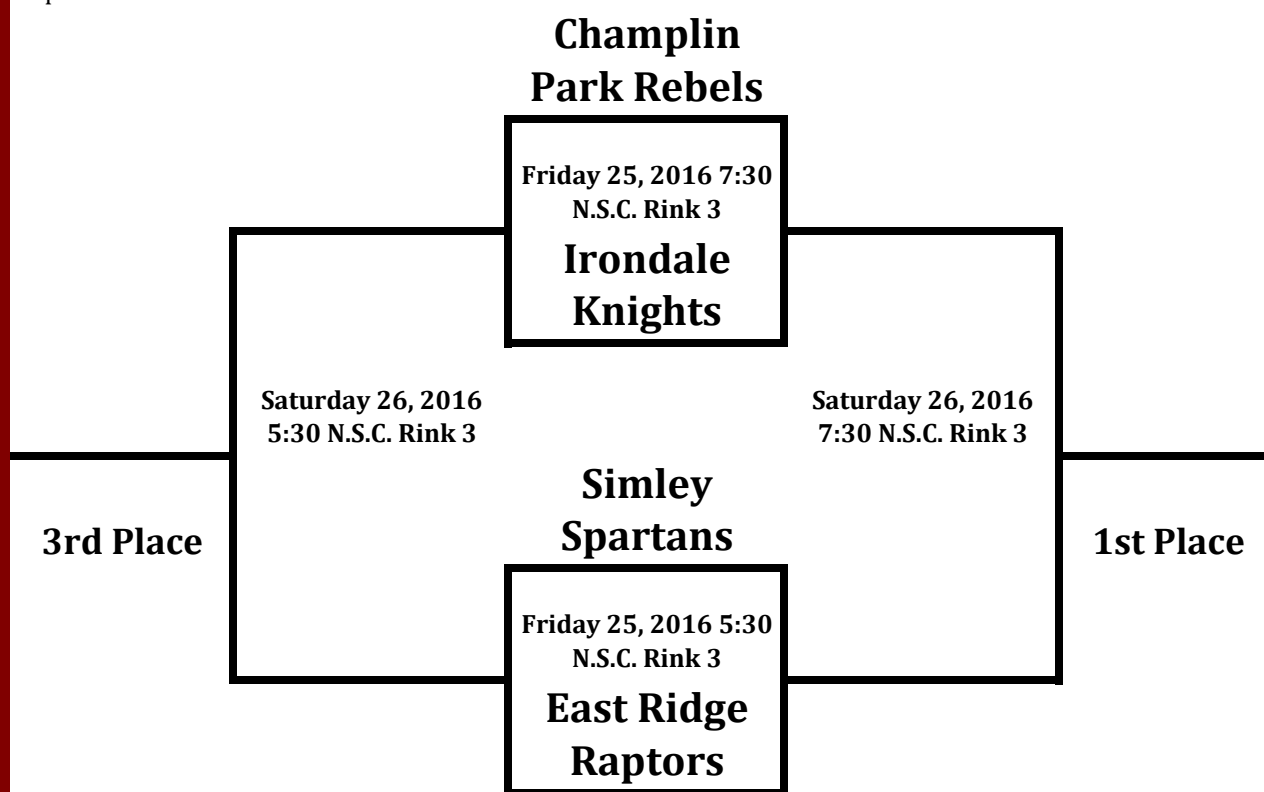 Champlin
Park Rebels
Friday 25, 2016 7:30
N.S.C. Rink 3
Irondale
Knights
Saturday 26, 2016
5:30 N.S.C. Rink 3
Saturday 26, 2016
7:30 N.S.C. Rink 3
Simley
Spartans
3rd Place
1st Place
Friday 25, 2016 5:30
N.S.C. Rink 3
East Ridge
Raptors